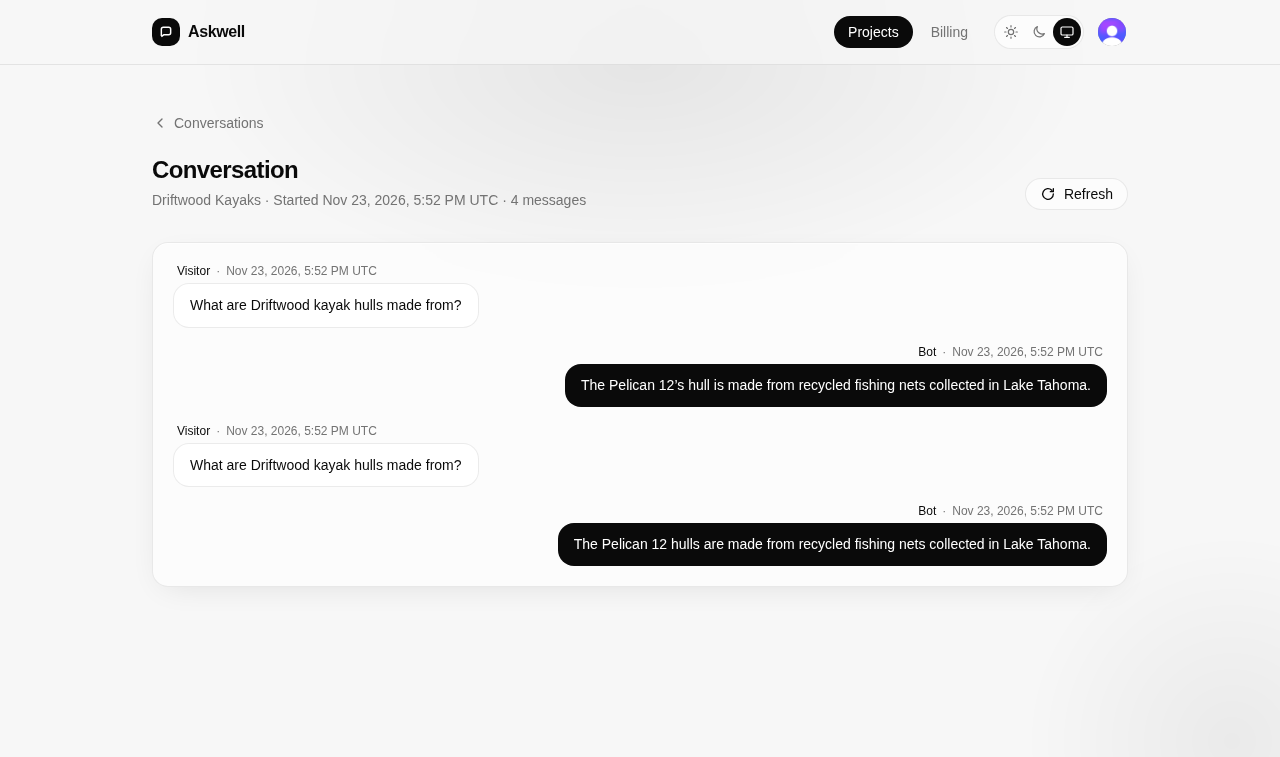 Askwell
Projects
Billing
Conversations
Conversation
Driftwood Kayaks · Started Nov 23, 2026, 5:52 PM UTC · 4 messages
Refresh
Visitor · Nov 23, 2026, 5:52 PM UTC
What are Driftwood kayak hulls made from?
Bot · Nov 23, 2026, 5:52 PM UTC
The Pelican 12’s hull is made from recycled fishing nets collected in Lake Tahoma.
Visitor · Nov 23, 2026, 5:52 PM UTC
What are Driftwood kayak hulls made from?
Bot · Nov 23, 2026, 5:52 PM UTC
The Pelican 12 hulls are made from recycled fishing nets collected in Lake Tahoma.